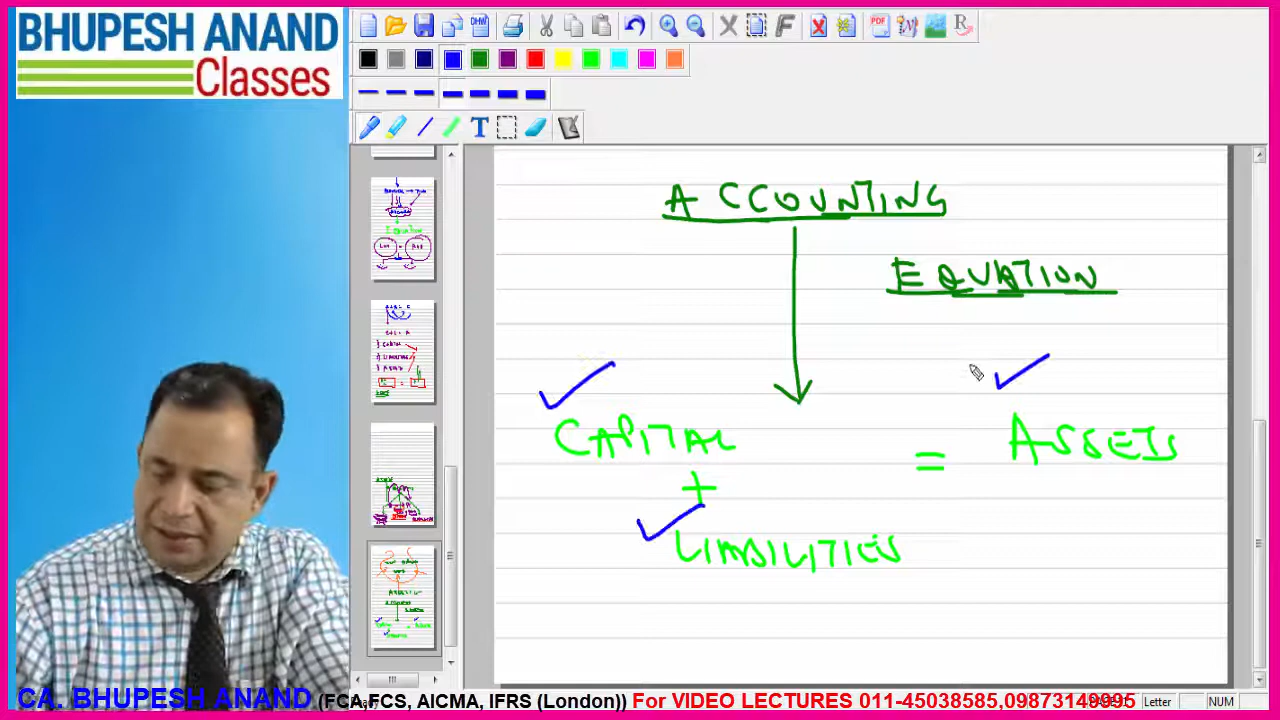 BHUPESH ANAND
Classes
ACCOUNTING
EQUATION
CAPITAL
+
LIABILITIES
=
ASSETS
CA. BHUPESH ANAND (FCA,FCS, AICMA, IFRS (London)) For VIDEO LECTURES 011-45038585,09873149995
Letter
NUM